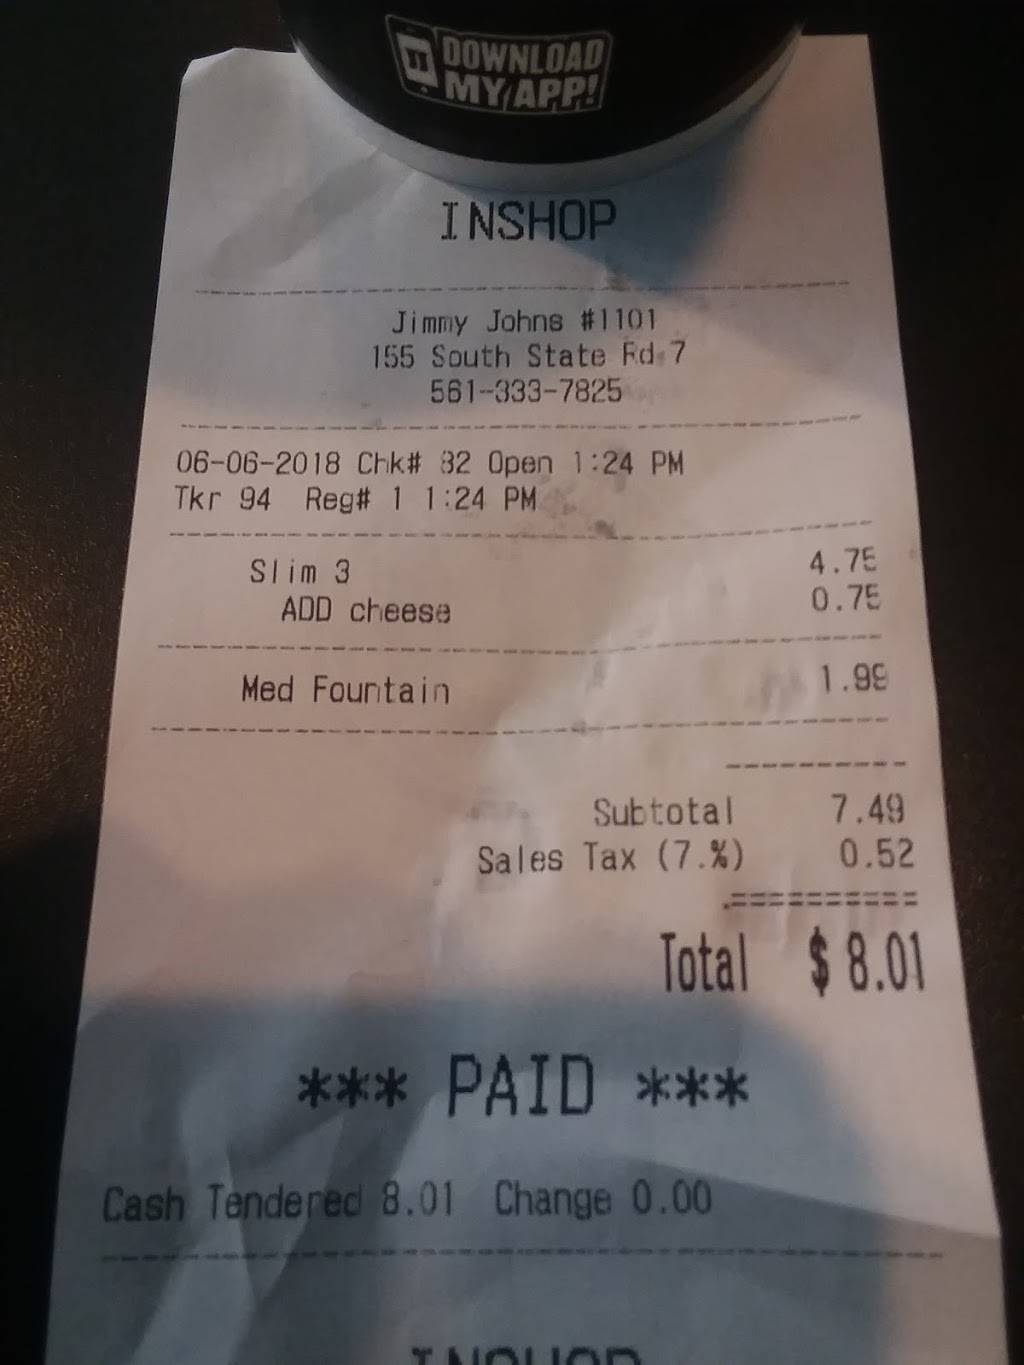 DOWNLOAD
MY APP!
INSHOP
Jimmy Johns #1101
155 South State Rd 7
561-333-7825
06-06-2018 Chk# 82 Open 1:24 PM
Tkr 94 Reg# 1 1:24 PM
Slim 3 4.75
ADD cheese 0.75
Med Fountain 1.99
Subtotal 7.49
Sales Tax (7.%) 0.52
Total $ 8.01
*** PAID ***
Cash Tendered 8.01 Change 0.00
INSHOP